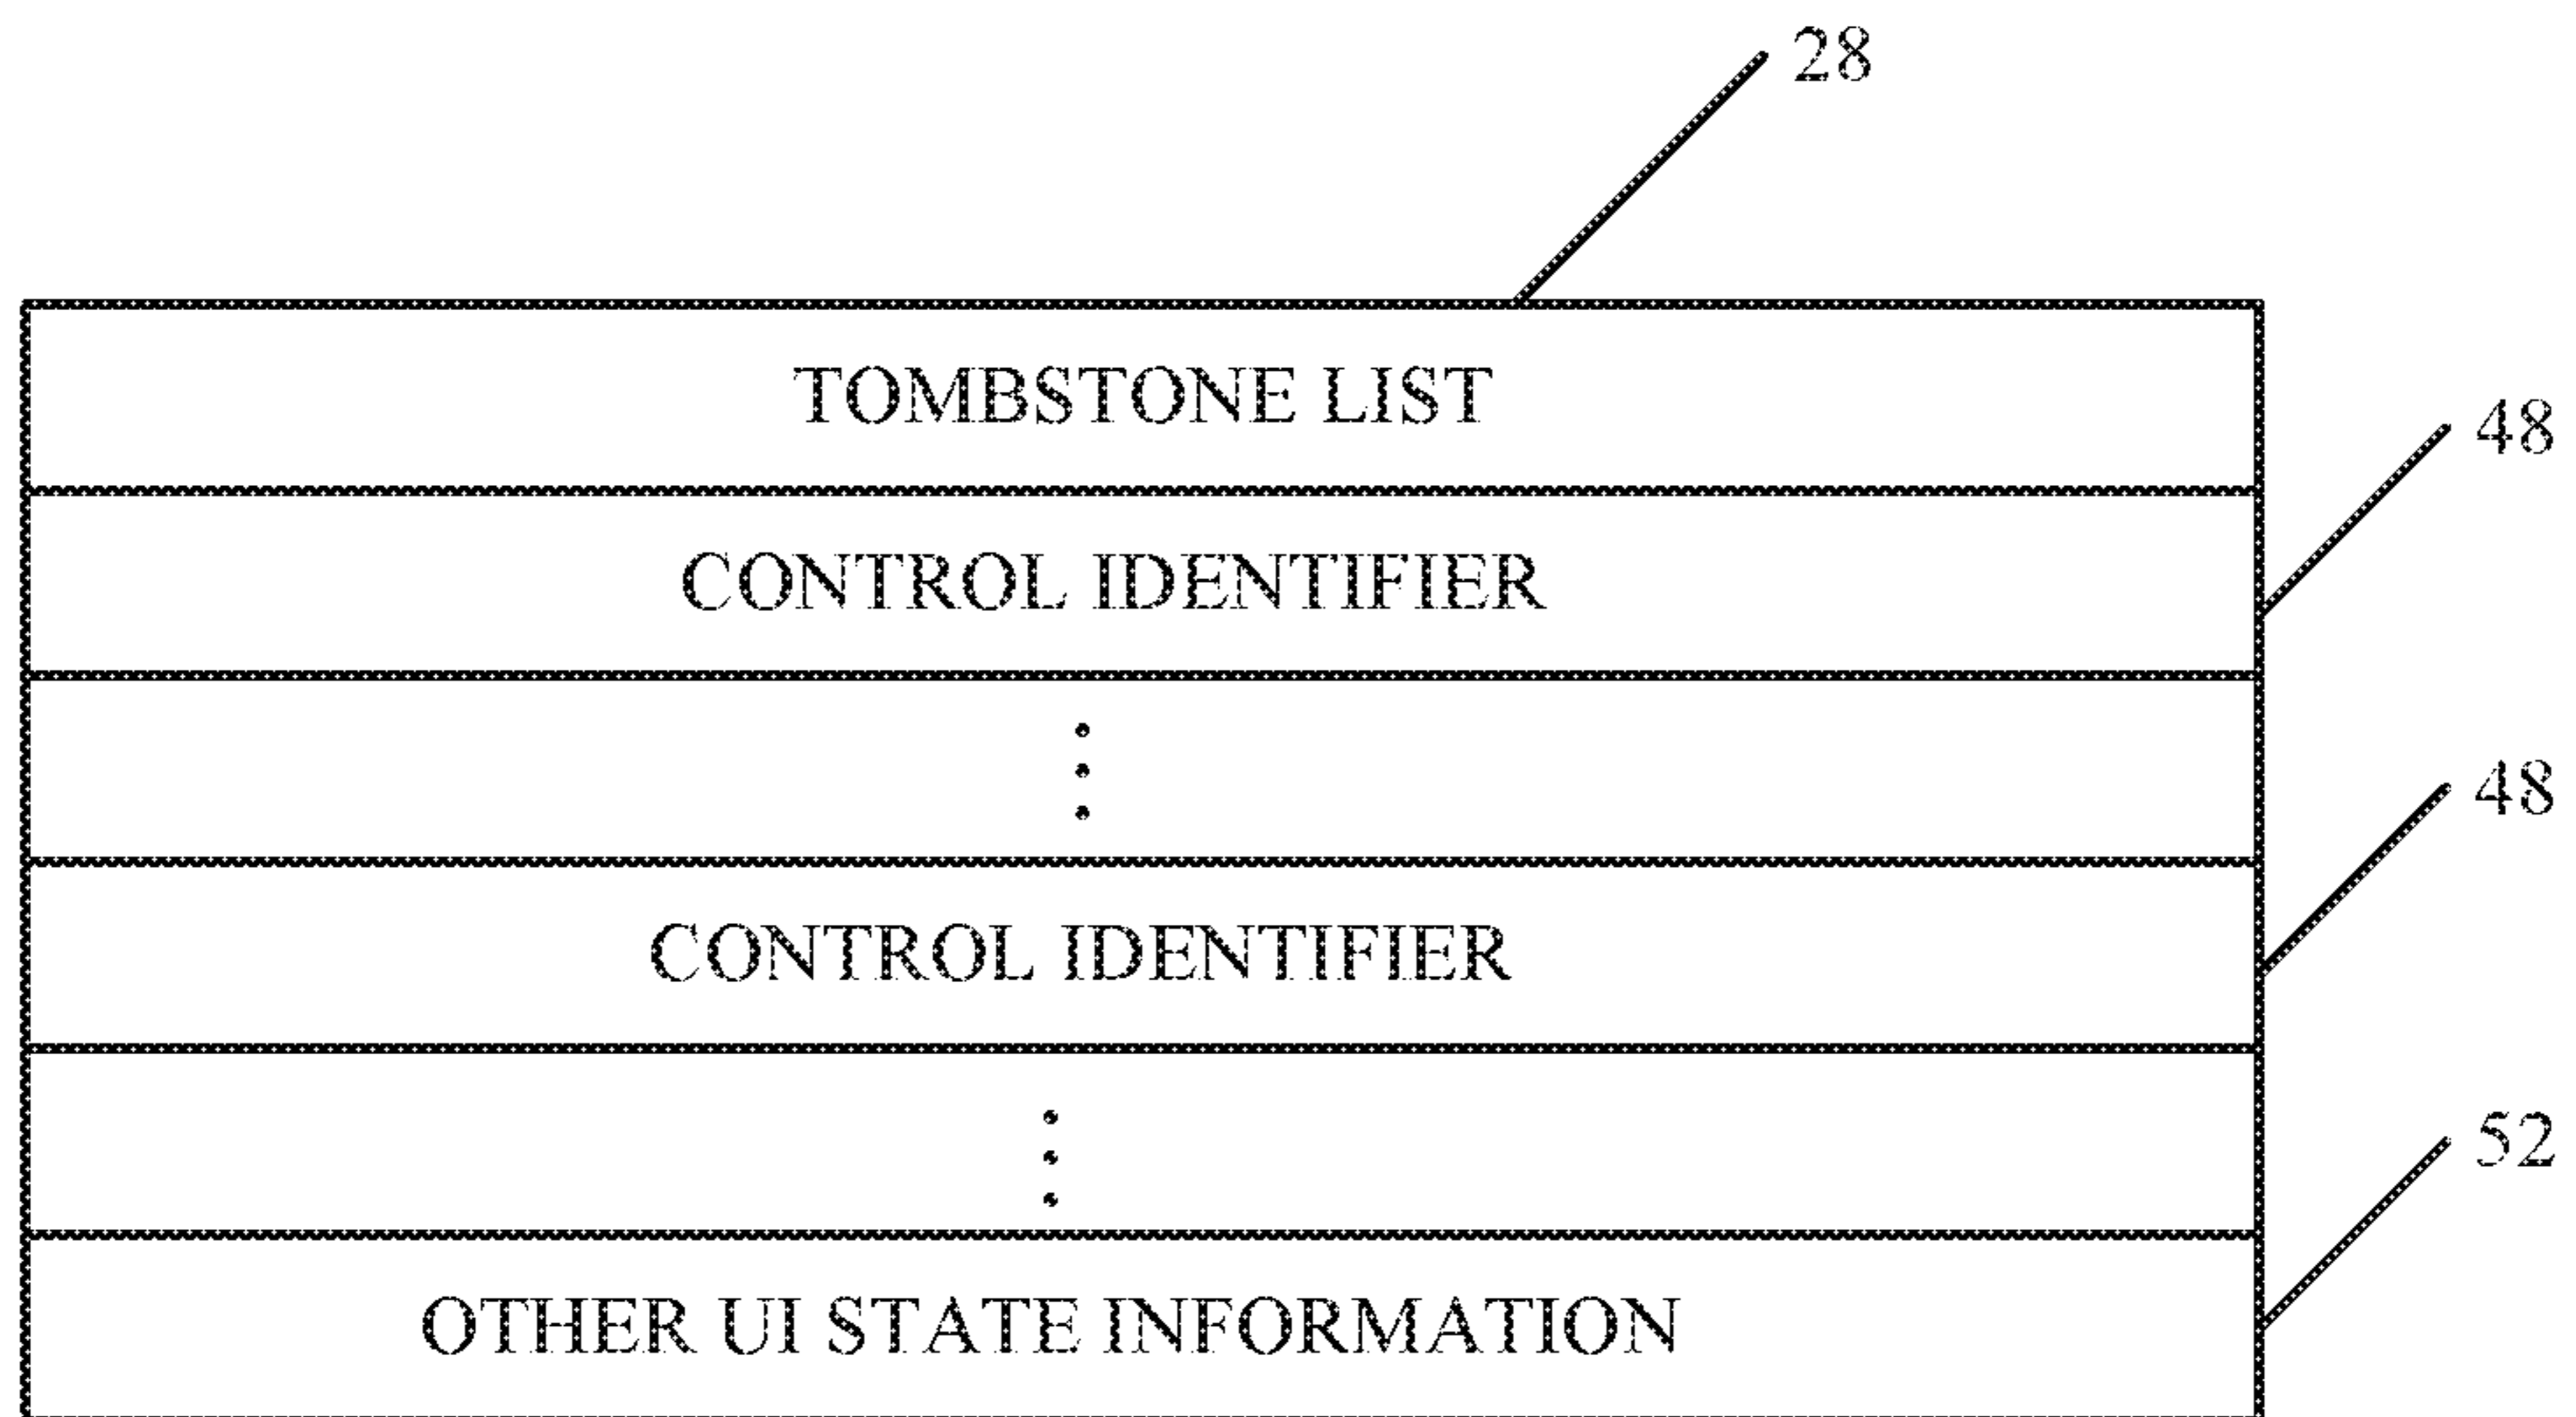 28
TOMBSTONE LIST
48
CONTROL IDENTIFIER
48
CONTROL IDENTIFIER
52
OTHER UI STATE INFORMATION